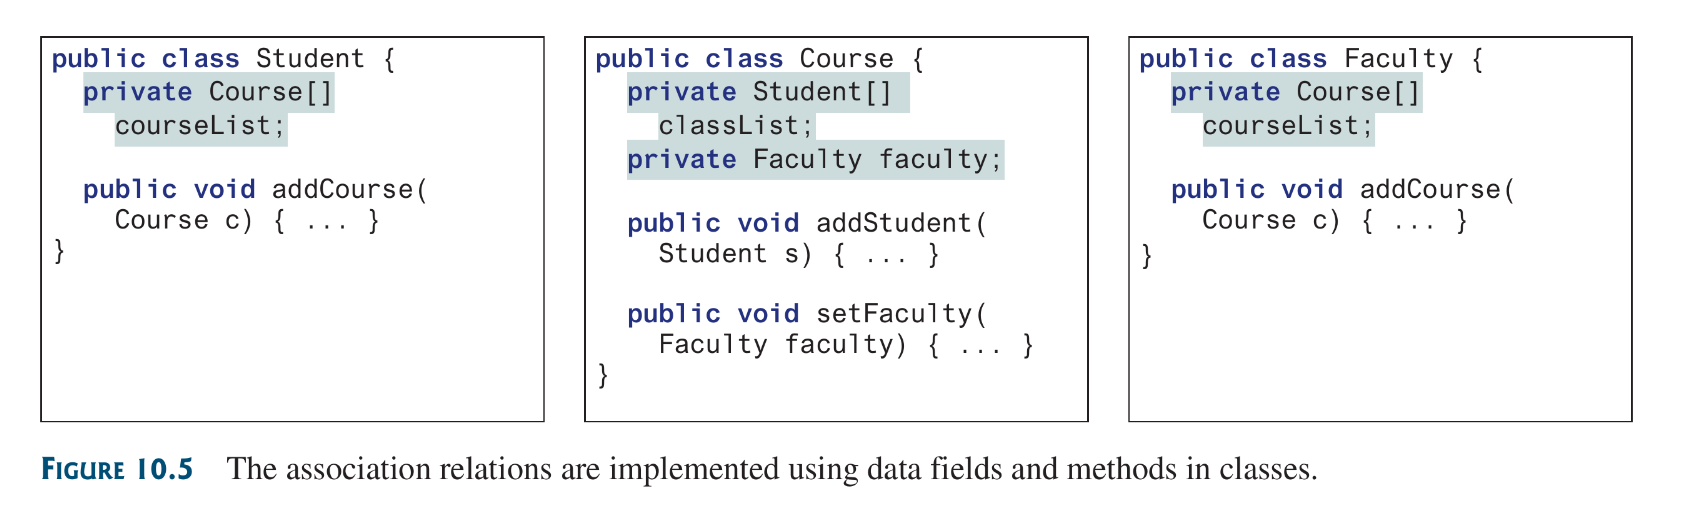 public class Student {
private Course[]
courseList;
public void addCourse(
Course c) { ... }
}
public class Course {
private Student[]
classList;
private Faculty faculty;
public void addStudent(
Student s) { ... }
public void setFaculty(
Faculty faculty) { ... }
}
public class Faculty {
private Course[]
courseList;
public void addCourse(
Course c) { ... }
}
FIGURE 10.5 The association relations are implemented using data fields and methods in classes.